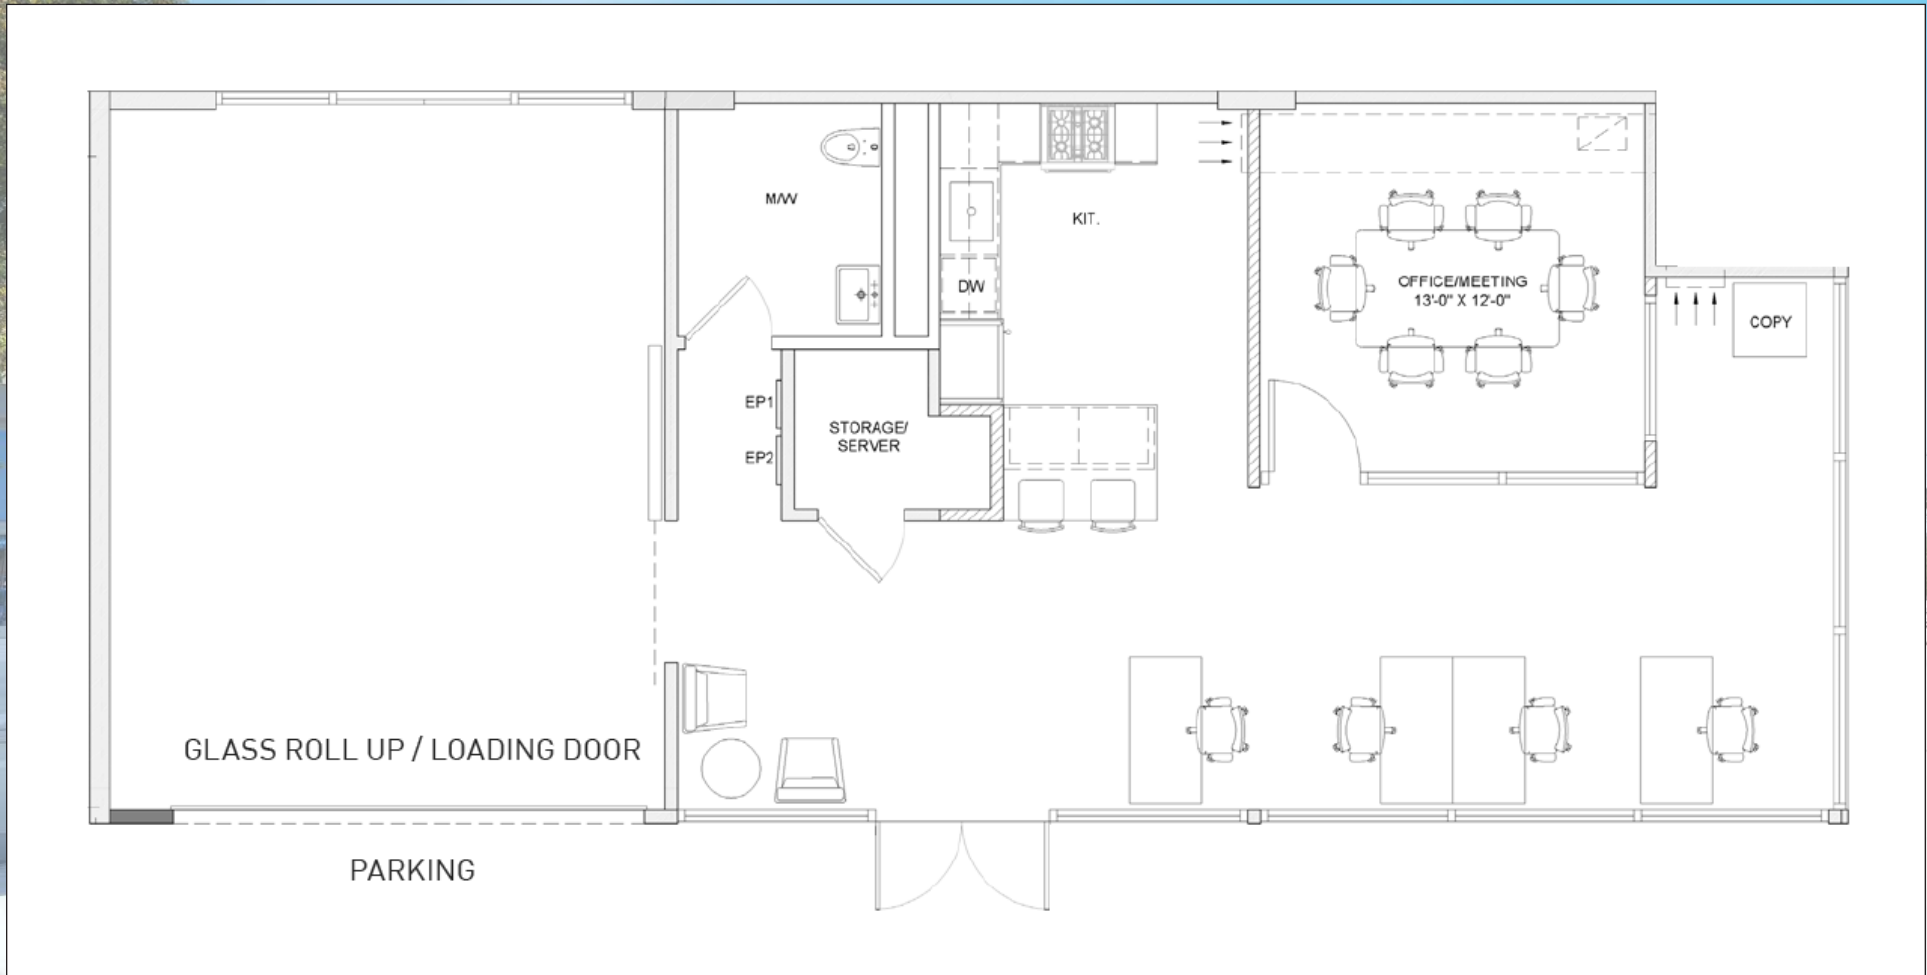 M/W
KIT.
DW
OFFICE/MEETING
13'-0" X 12'-0"
COPY
EP1
EP2
STORAGE/
SERVER
GLASS ROLL UP / LOADING DOOR
PARKING